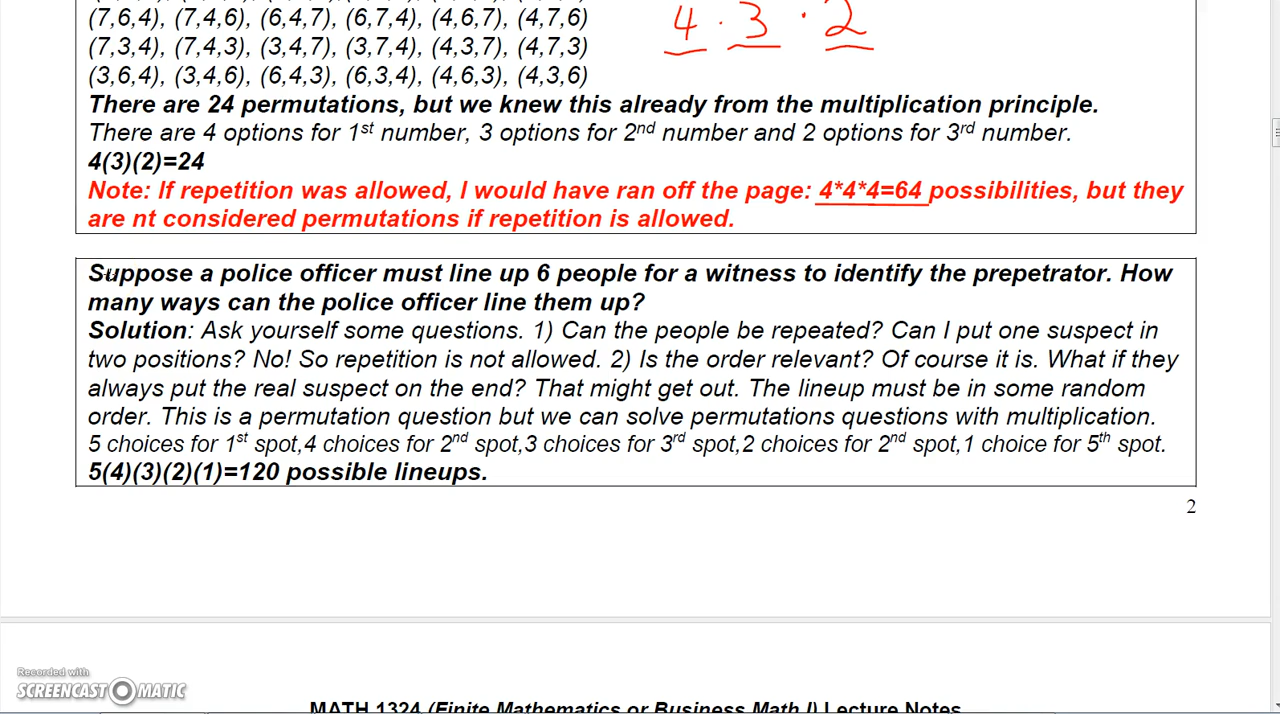 (7,6,4), (7,4,6), (6,4,7), (6,7,4), (4,6,7), (4,7,6)
4 · 3 · 2
(7,3,4), (7,4,3), (3,4,7), (3,7,4), (4,3,7), (4,7,3)
(3,6,4), (3,4,6), (6,4,3), (6,3,4), (4,6,3), (4,3,6)
There are 24 permutations, but we knew this already from the multiplication principle.
There are 4 options for 1st number, 3 options for 2nd number and 2 options for 3rd number.
4(3)(2)=24
Note: If repetition was allowed, I would have ran off the page: 4*4*4=64 possibilities, but they
are nt considered permutations if repetition is allowed.
Suppose a police officer must line up 6 people for a witness to identify the prepetrator. How
many ways can the police officer line them up?
Solution: Ask yourself some questions. 1) Can the people be repeated? Can I put one suspect in
two positions? No! So repetition is not allowed. 2) Is the order relevant? Of course it is. What if they
always put the real suspect on the end? That might get out. The lineup must be in some random
order. This is a permutation question but we can solve permutations questions with multiplication.
5 choices for 1st spot,4 choices for 2nd spot,3 choices for 3rd spot,2 choices for 2nd spot,1 choice for 5th spot.
5(4)(3)(2)(1)=120 possible lineups.
2
Recorded with
SCREENCAST-O-MATIC
MATH 1324 (Finite Mathematics or Business Math I) Lecture Notes